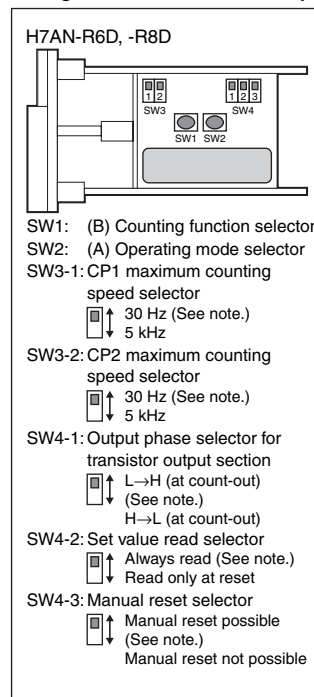 H7AN-R6D, -R8D
1 2
1 2 3
SW3
SW4
SW1 SW2
SW1: (B) Counting function selector
SW2: (A) Operating mode selector
SW3-1: CP1 maximum counting
speed selector
30 Hz (See note.)
5 kHz
SW3-2: CP2 maximum counting
speed selector
30 Hz (See note.)
5 kHz
SW4-1: Output phase selector for
transistor output section
L→H (at count-out)
(See note.)
H→L (at count-out)
SW4-2: Set value read selector
Always read (See note.)
Read only at reset
SW4-3: Manual reset selector
Manual reset possible
(See note.)
Manual reset not possible